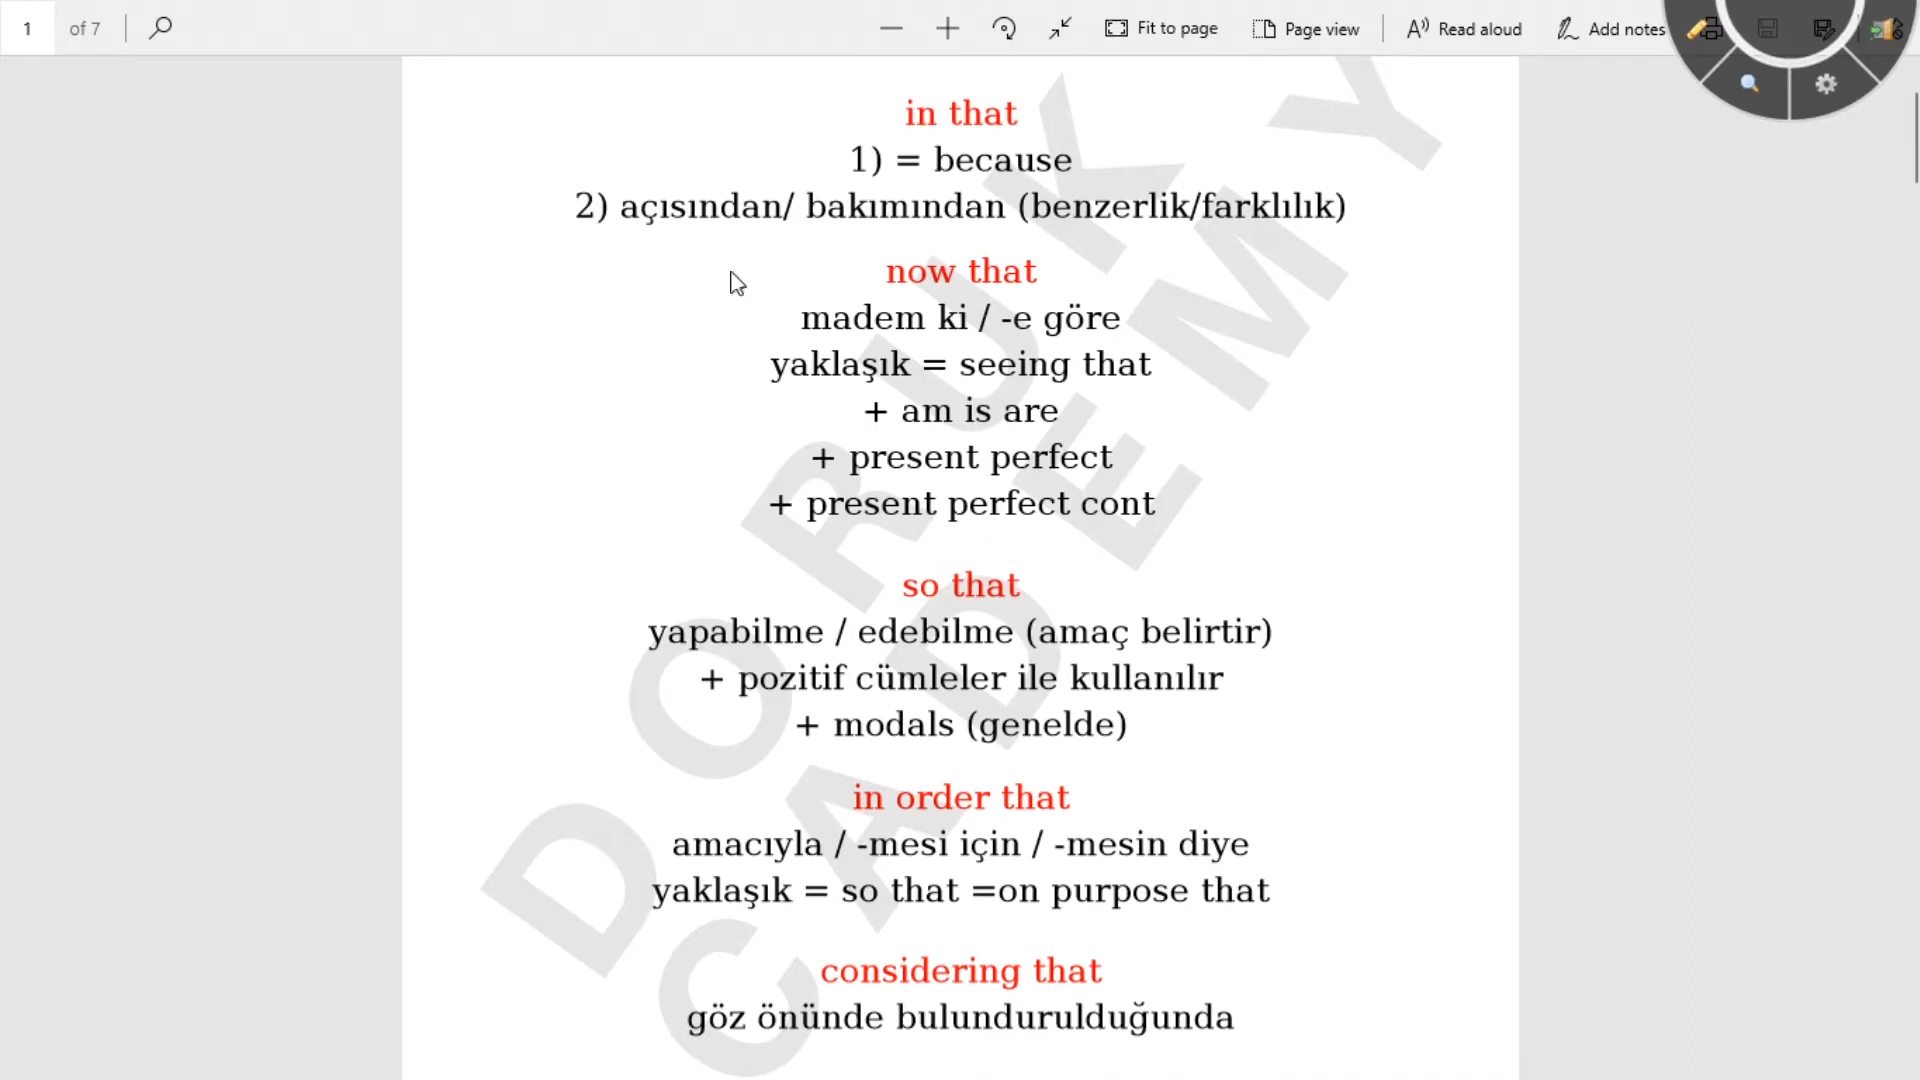 1 of 7 Fit to page Page view Read aloud Add notes
in that
1) = because
2) açısından/ bakımından (benzerlik/farklılık)
now that
madem ki / -e göre
yaklaşık = seeing that
+ am is are
+ present perfect
+ present perfect cont
so that
yapabilme / edebilme (amaç belirtir)
+ pozitif cümleler ile kullanılır
+ modals (genelde)
in order that
amacıyla / -mesi için / -mesin diye
yaklaşık = so that =on purpose that
considering that
göz önünde bulundurulduğunda
DORUK
CADEMY